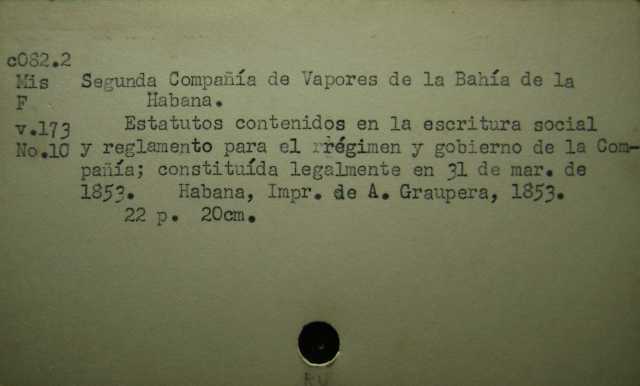 c082.2
Mis Segunda Compañía de Vapores de la Bahía de la
F Habana.
v.173 Estatutos contenidos en la escritura social
No.10 y reglamento para el régimen y gobierno de la Com-
pañía; constituída legalmente en 31 de mar. de
1853. Habana, Impr. de A. Graupera, 1853.
22 p. 20cm.